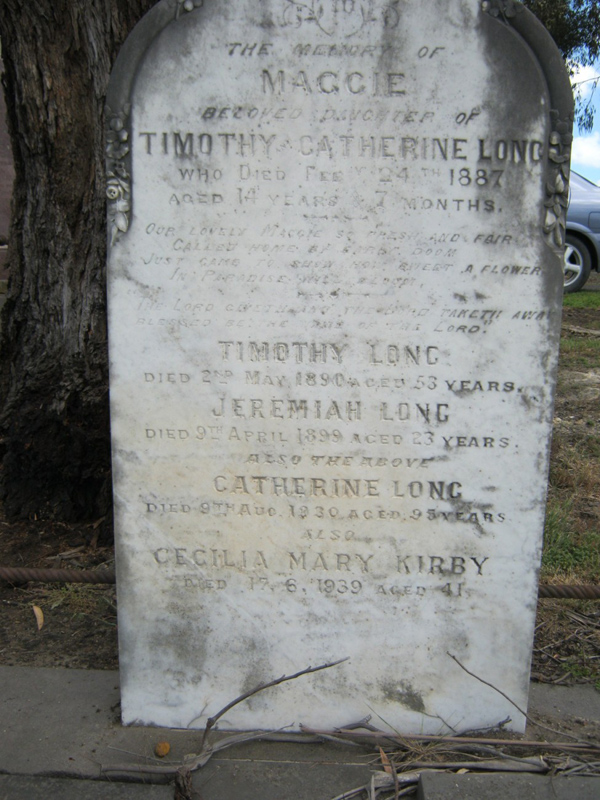 THE MEMORY OF
MAGGIE
BELOVED DAUGHTER OF
TIMOTHY & CATHERINE LONG
WHO DIED FEBY 24TH 1887
AGED 14 YEARS & 7 MONTHS.
OUR LOVELY MAGGIE SO FRESH AND FAIR
CALLED HOME BY DOOM
JUST CAME TO SHOW HOW SWEET A FLOWER
IN PARADISE
THE LORD GIVETH AND THE LORD TAKETH AWAY
BLESSED BE THE NAME OF THE LORD.
TIMOTHY LONG
DIED 2ND MAY 1890 AGED 53 YEARS.
JEREMIAH LONG
DIED 9TH APRIL 1899 AGED 23 YEARS.
ALSO THE ABOVE
CATHERINE LONG
DIED 9TH AUG. 1930 AGED 95 YEARS
ALSO
CECILIA MARY KIRBY
DIED 17. 6. 1939 AGED 41.